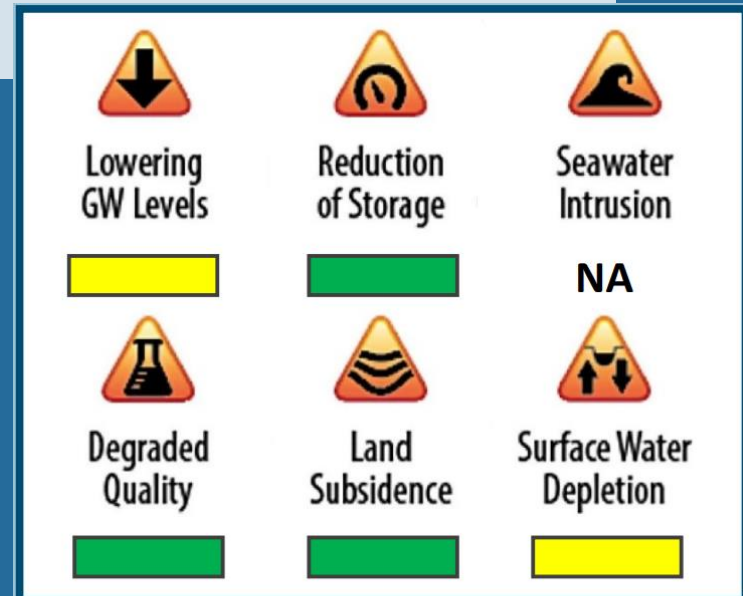 Lowering
GW Levels
Reduction
of Storage
Seawater
Intrusion
NA
Degraded
Quality
Land
Subsidence
Surface Water
Depletion